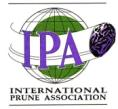 IPA
INTERNATIONAL
PRUNE ASSOCIATION